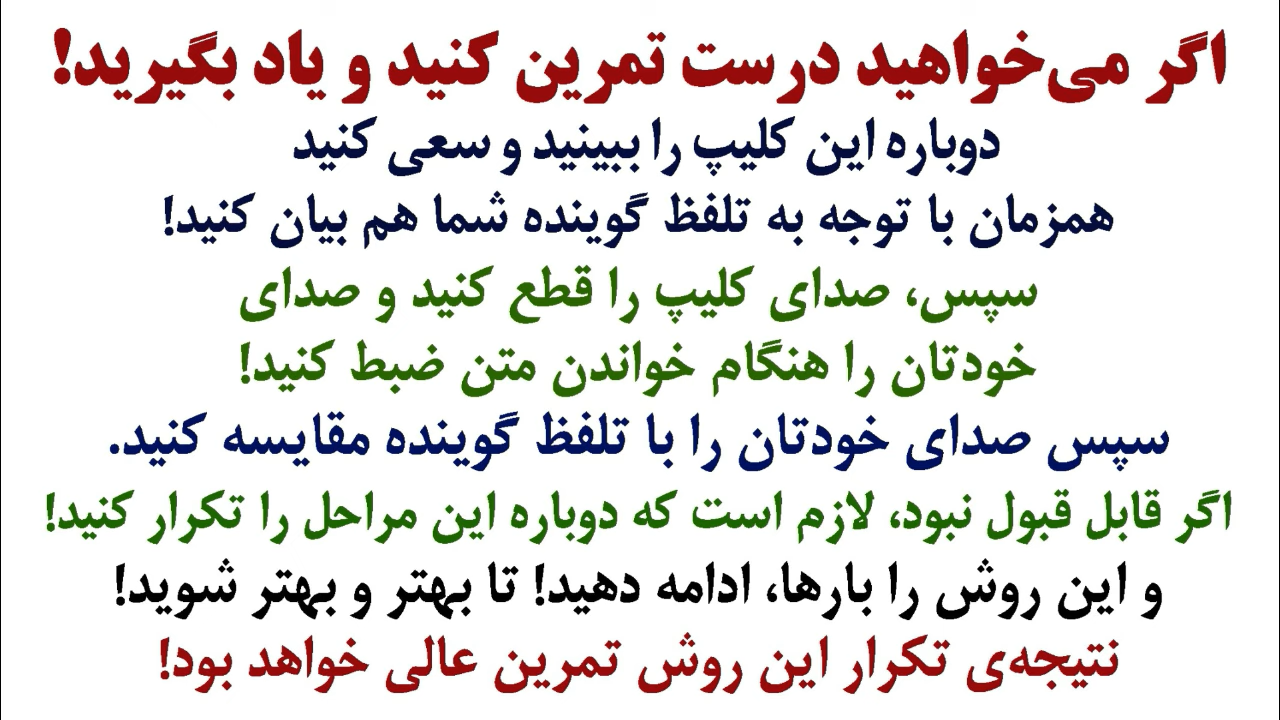 اگر می‌خواهید درست تمرین کنید و یاد بگیرید!
دوباره این کلیپ را ببینید و سعی کنید
همزمان با توجه به تلفظ گوینده شما هم بیان کنید!
سپس، صدای کلیپ را قطع کنید و صدای
خودتان را هنگام خواندن متن ضبط کنید!
سپس صدای خودتان را با تلفظ گوینده مقایسه کنید.
اگر قابل قبول نبود، لازم است که دوباره این مراحل را تکرار کنید!
و این روش را بارها، ادامه دهید! تا بهتر و بهتر شوید!
نتیجه‌ی تکرار این روش تمرین عالی خواهد بود!